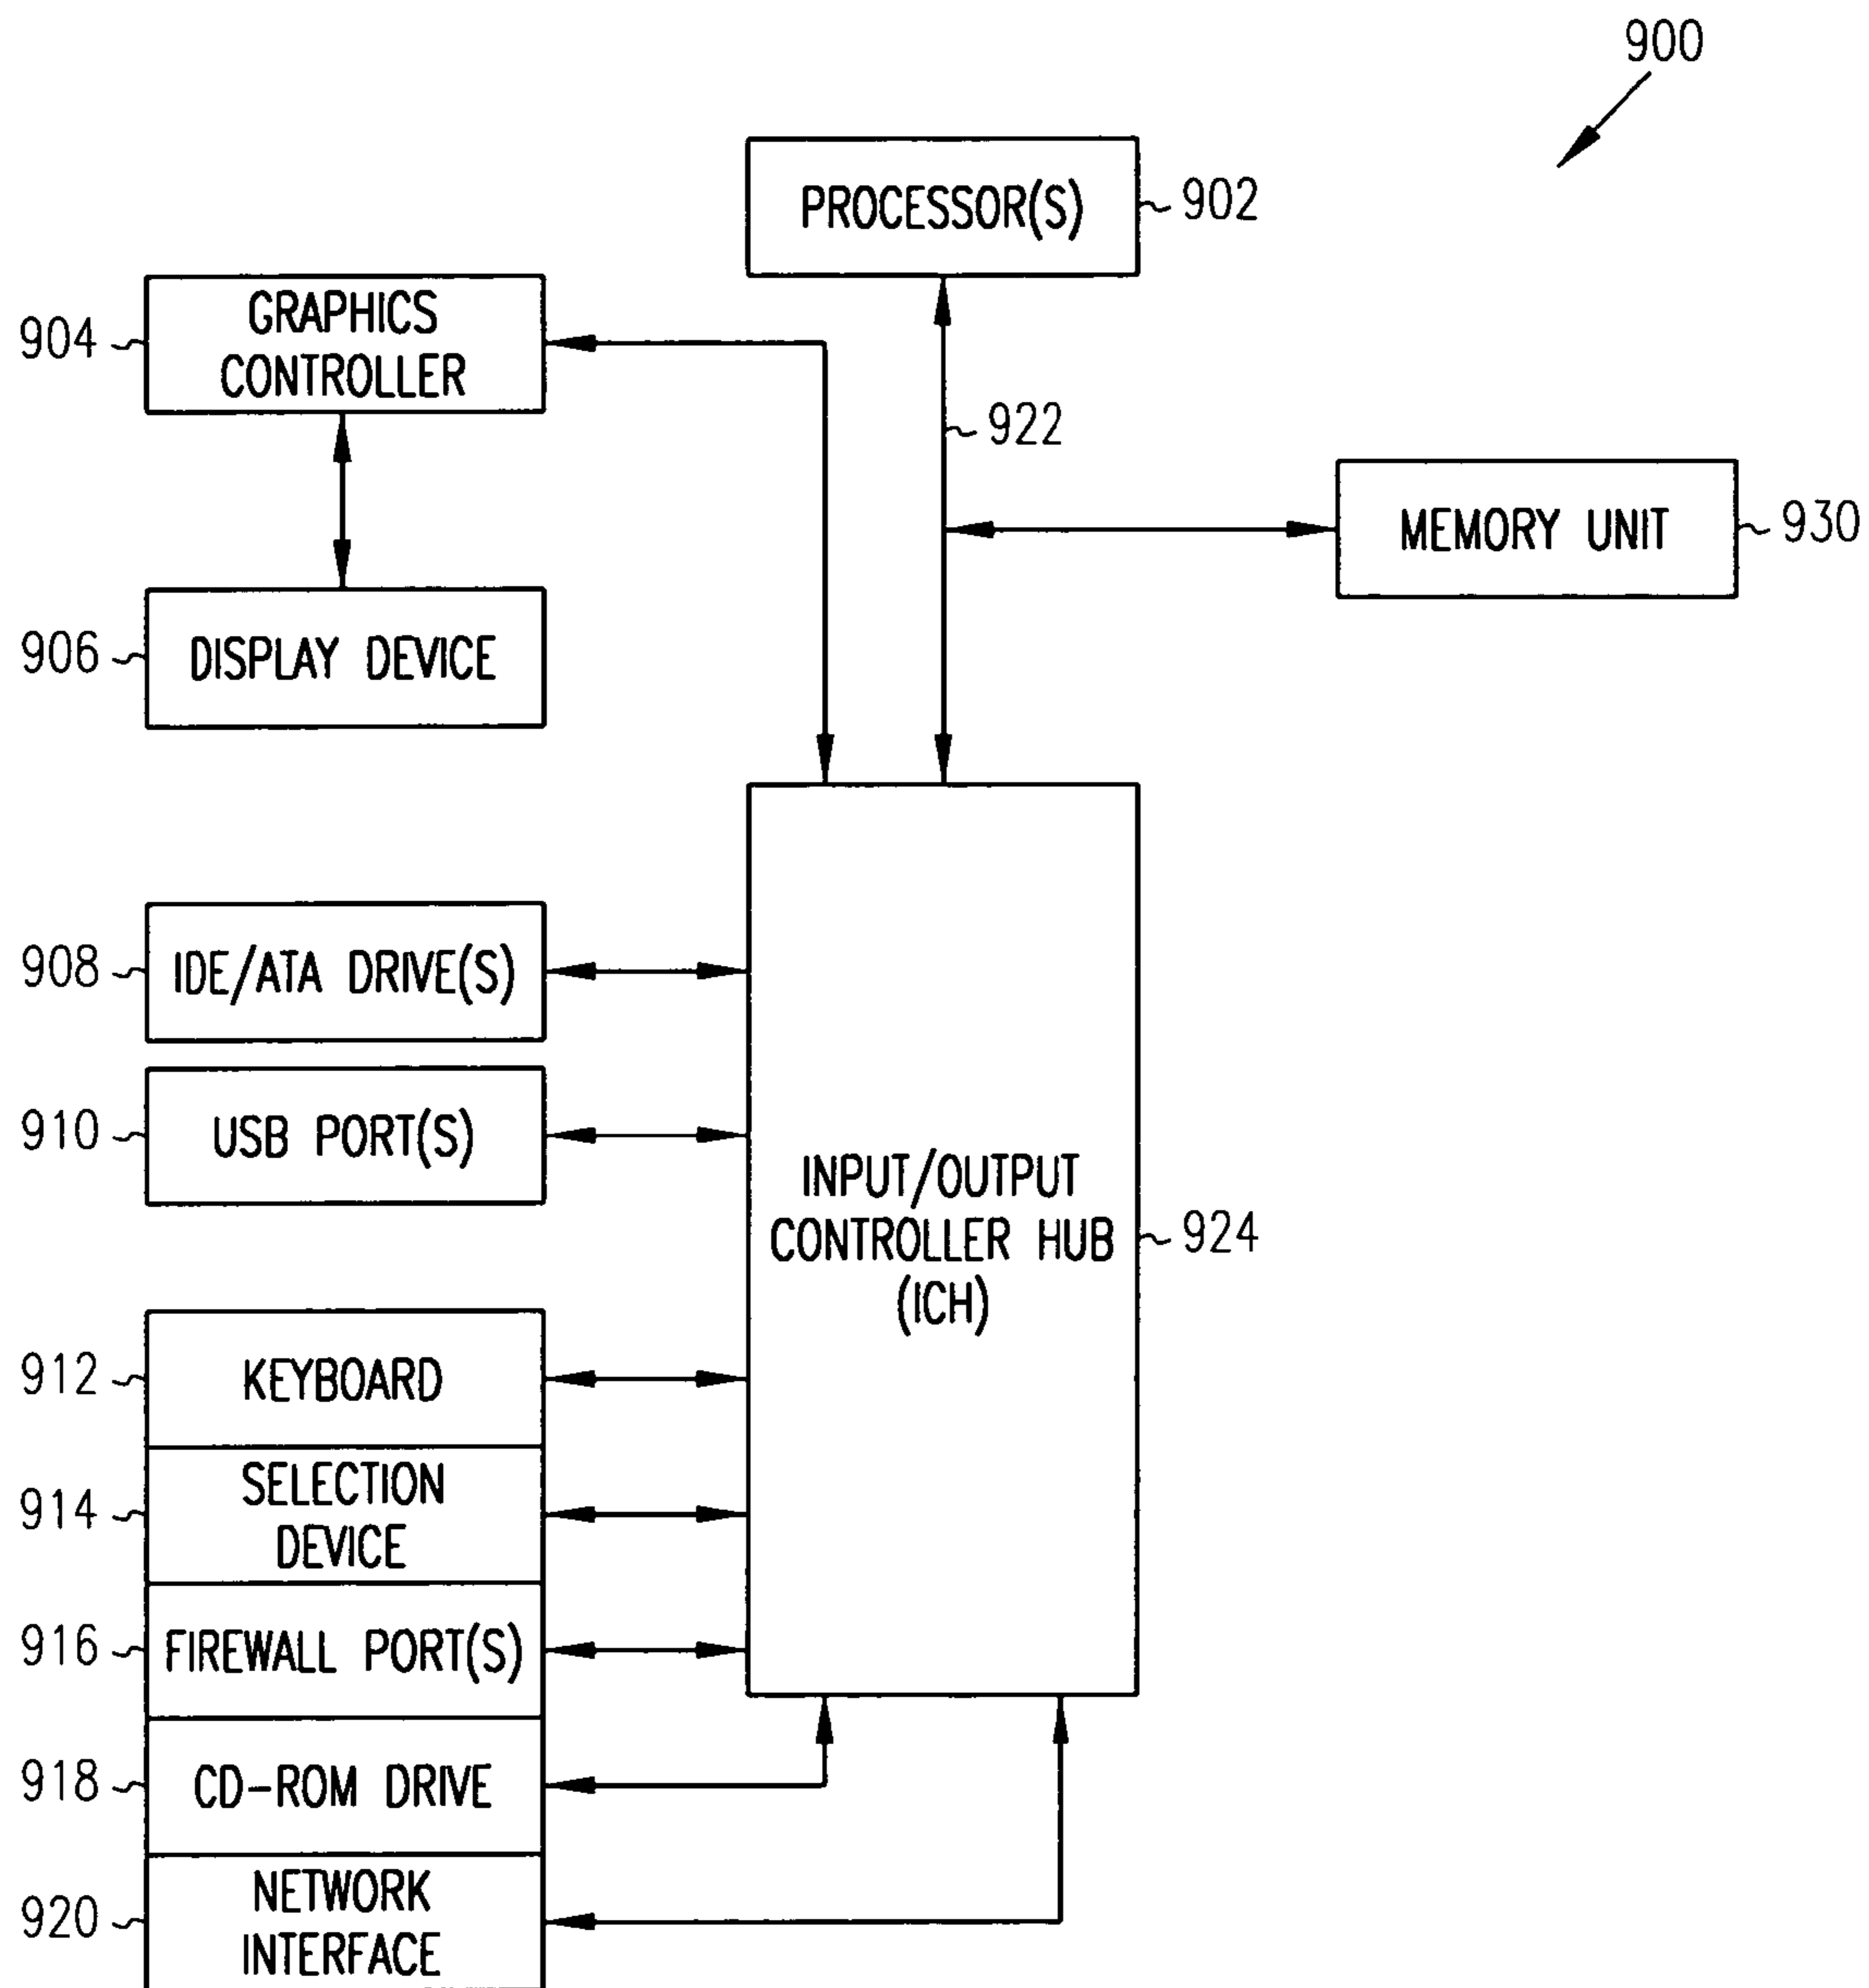 900
PROCESSOR(S)
902
GRAPHICS
CONTROLLER
904
922
MEMORY UNIT
930
DISPLAY DEVICE
906
IDE/ATA DRIVE(S)
908
USB PORT(S)
910
INPUT/OUTPUT
CONTROLLER HUB
(ICH)
924
KEYBOARD
912
SELECTION
DEVICE
914
FIREWALL PORT(S)
916
CD-ROM DRIVE
918
NETWORK
INTERFACE
920